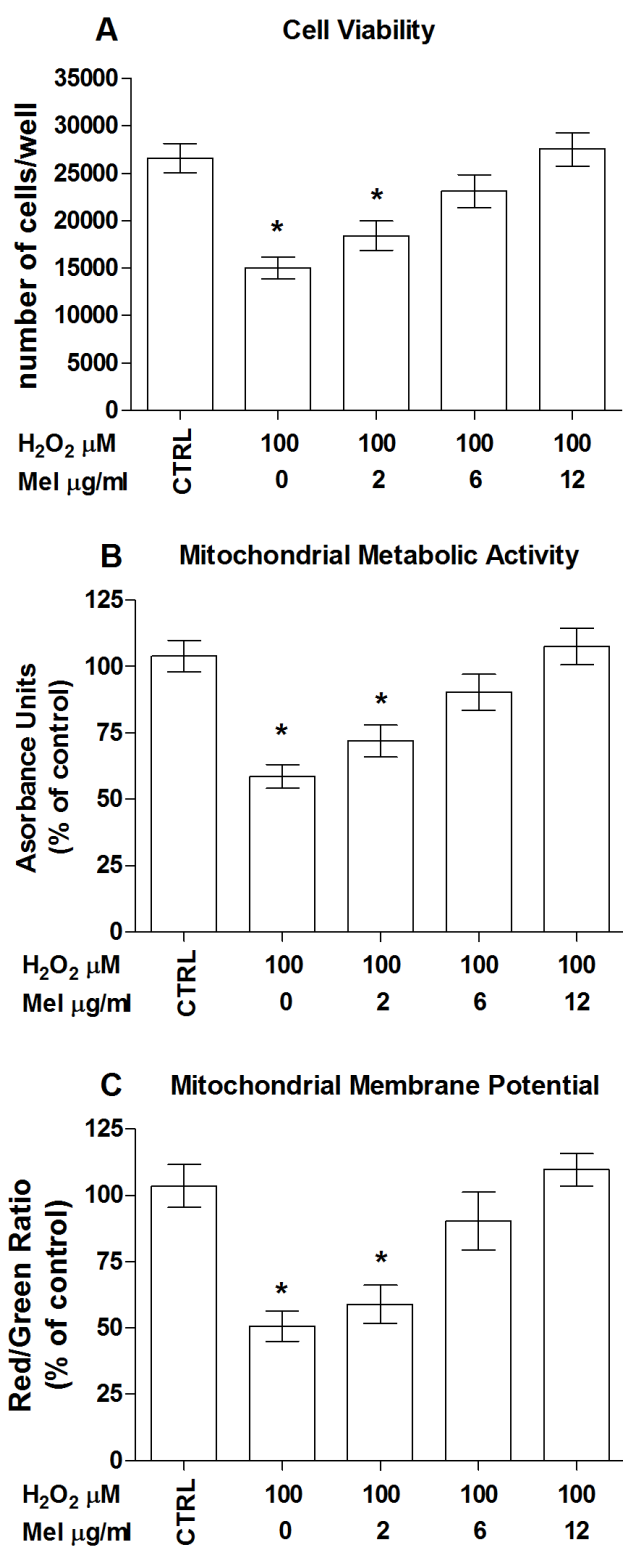 A Cell Viability
number of cells/well
35000
30000
25000
20000
15000
10000
5000
0
*
*
H₂O₂ μM CTRL 100 100 100 100
Mel μg/ml 0 2 6 12
B Mitochondrial Metabolic Activity
Asorbance Units
(% of control)
125
100
75
50
25
0
*
*
H₂O₂ μM CTRL 100 100 100 100
Mel μg/ml 0 2 6 12
C Mitochondrial Membrane Potential
Red/Green Ratio
(% of control)
125
100
75
50
25
0
*
*
H₂O₂ μM CTRL 100 100 100 100
Mel μg/ml 0 2 6 12